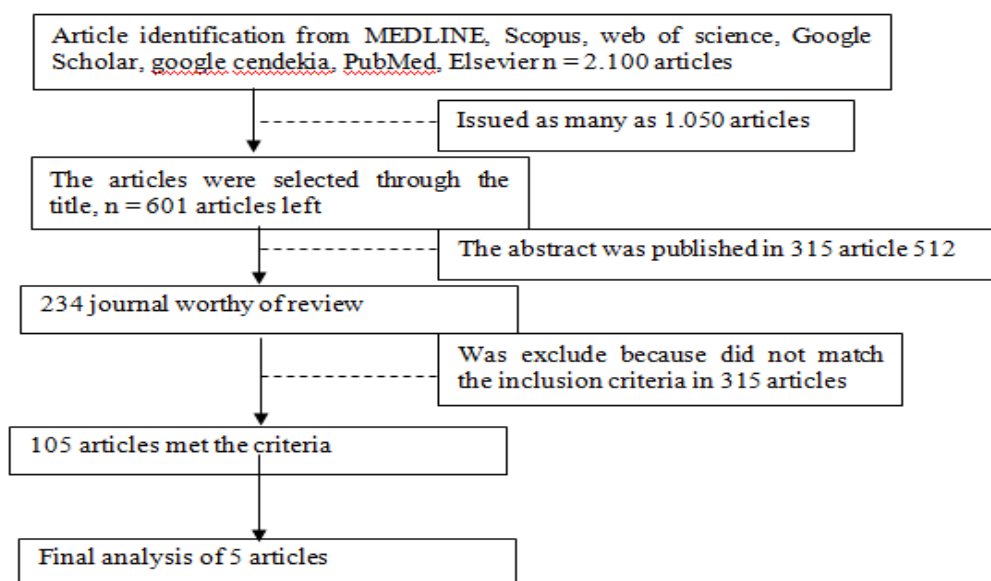 Article identification from MEDLINE, Scopus, web of science, Google
Scholar, google cendekia, PubMed, Elsevier n = 2.100 articles
Issued as many as 1.050 articles
The articles were selected through the
title, n = 601 articles left
The abstract was published in 315 article 512
234 journal worthy of review
Was exclude because did not match
the inclusion criteria in 315 articles
105 articles met the criteria
Final analysis of 5 articles